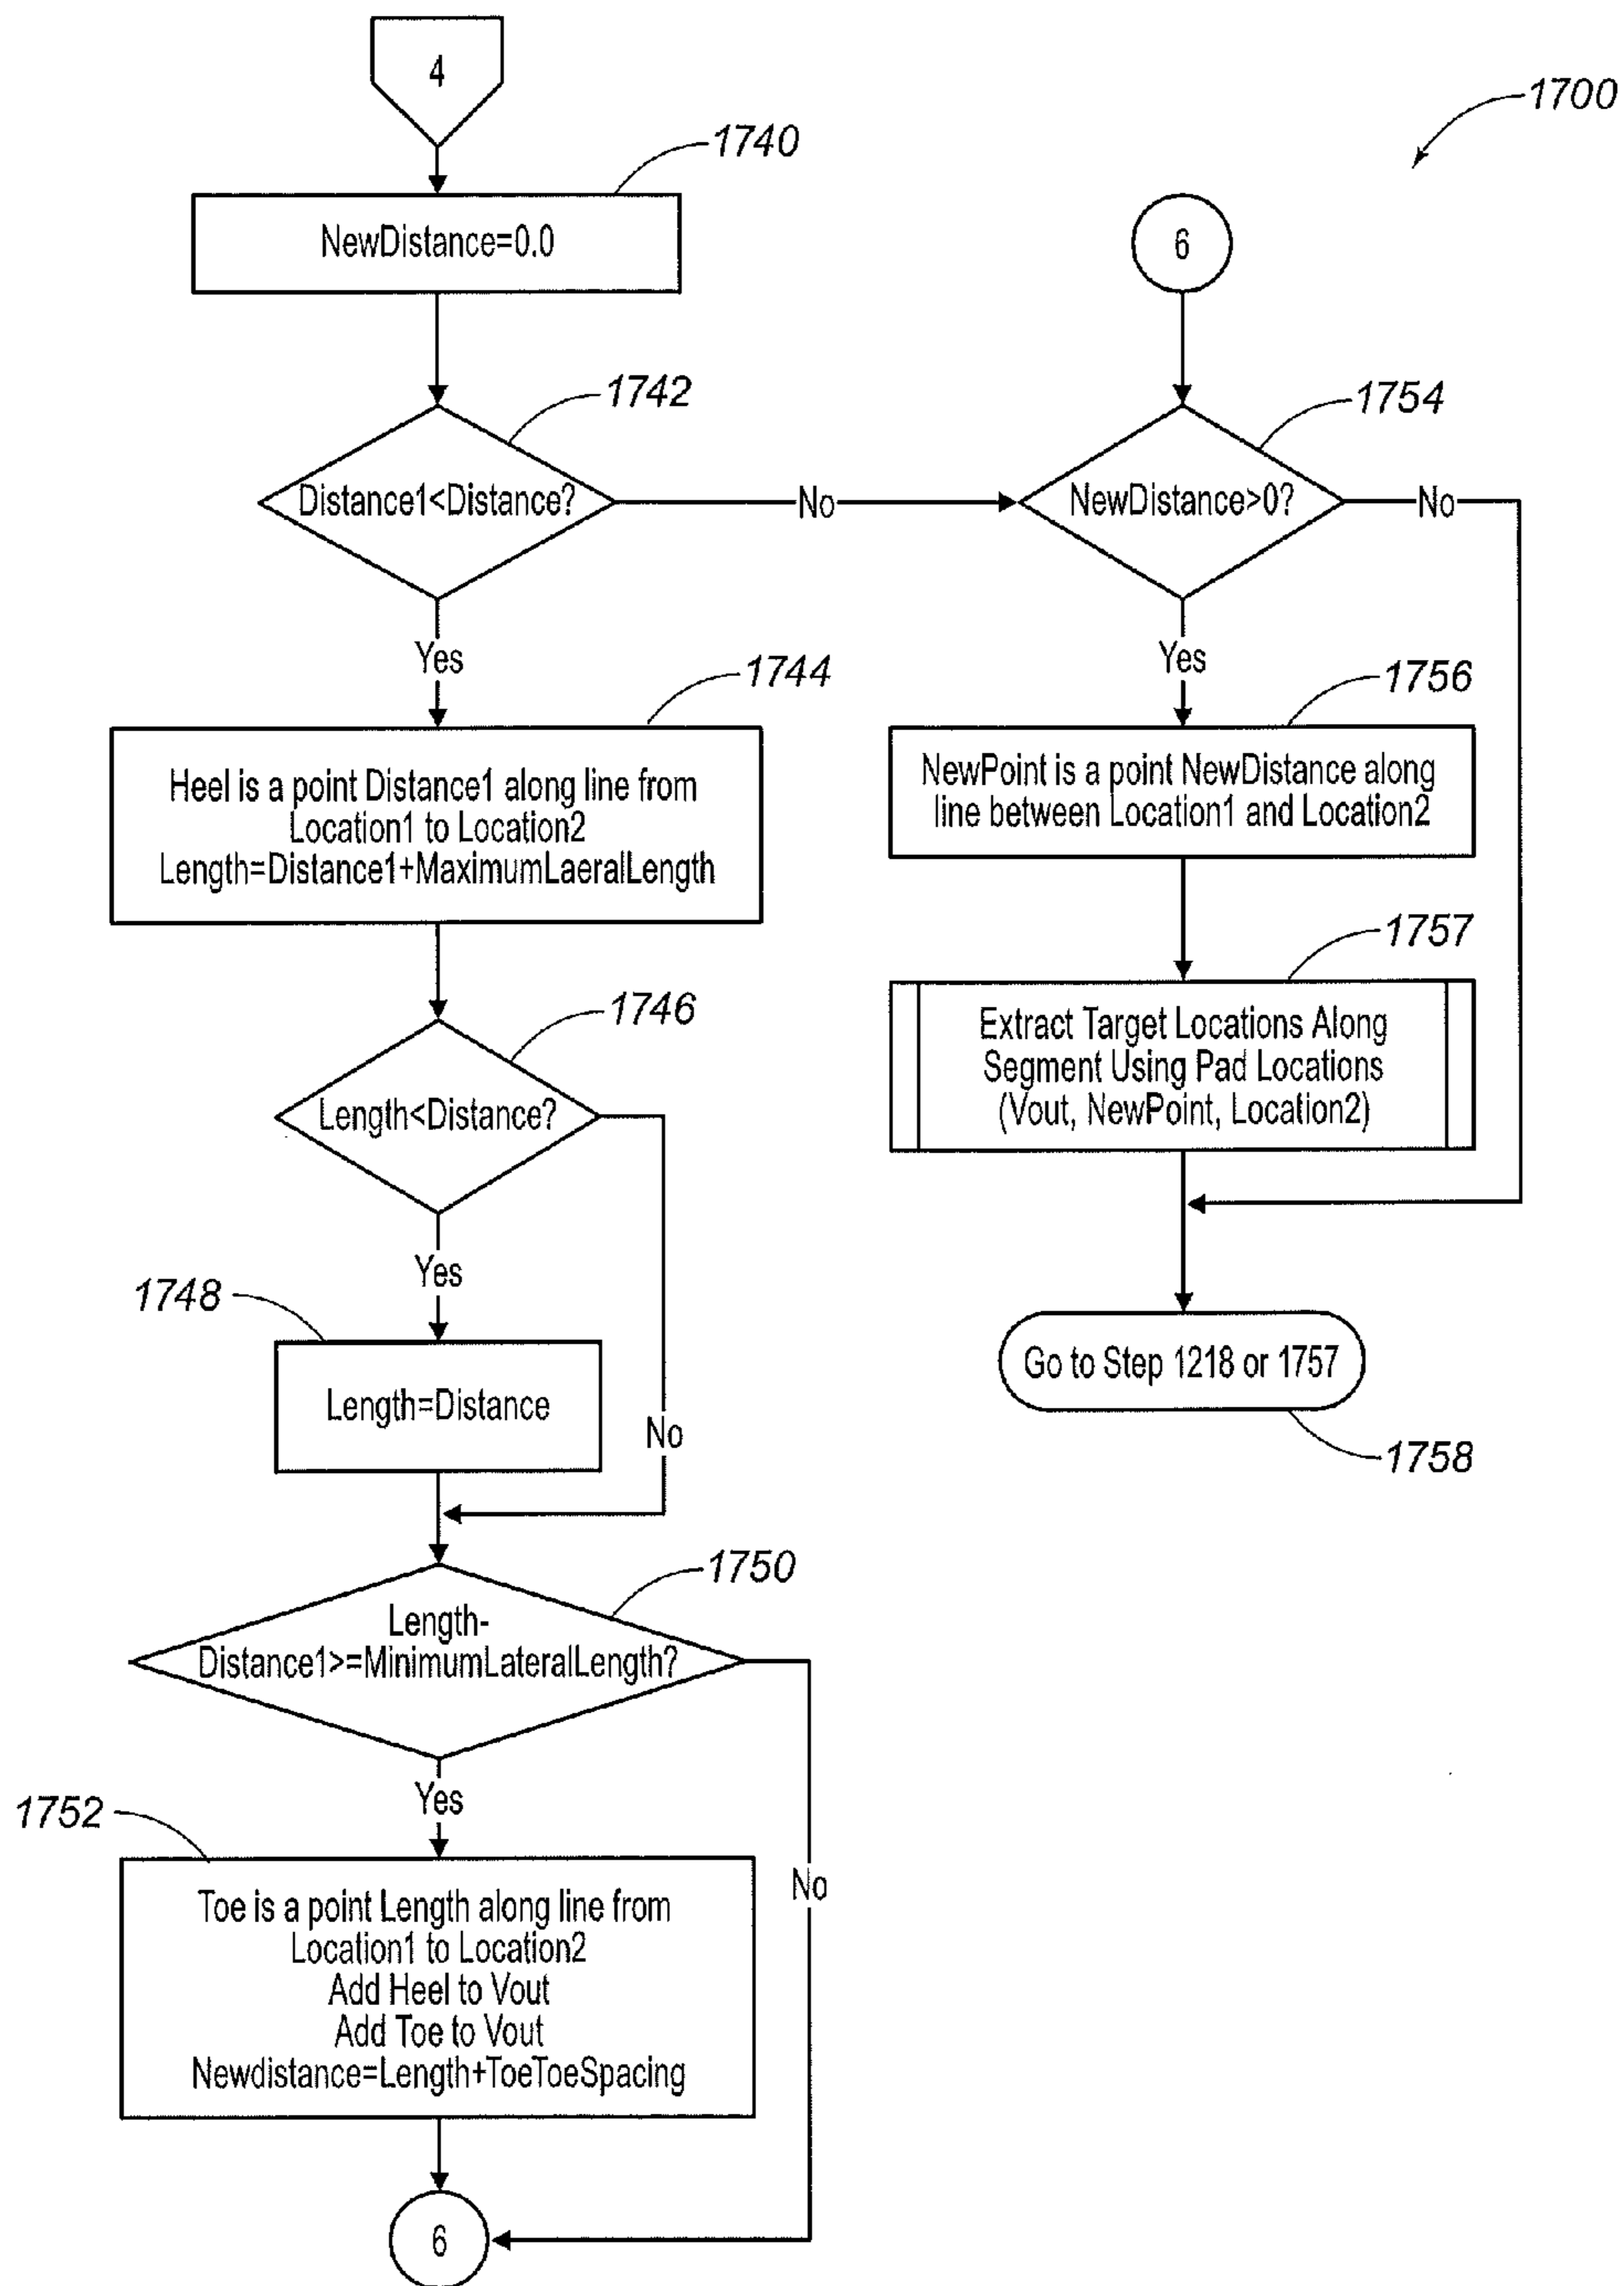 4
1700
1740
NewDistance=0.0
6
1742
1754
Distance1<Distance?
No
NewDistance>0?
No
Yes
Yes
1744
1756
Heel is a point Distance1 along line from
Location1 to Location2
Length=Distance1+MaximumLaeralLength
NewPoint is a point NewDistance along
line between Location1 and Location2
1757
1746
Extract Target Locations Along
Segment Using Pad Locations
(Vout, NewPoint, Location2)
Length<Distance?
Yes
1748
Go to Step 1218 or 1757
Length=Distance
No
1758
1750
Length-
Distance1>=MinimumLateralLength?
Yes
1752
No
Toe is a point Length along line from
Location1 to Location2
Add Heel to Vout
Add Toe to Vout
Newdistance=Length+ToeToeSpacing
6